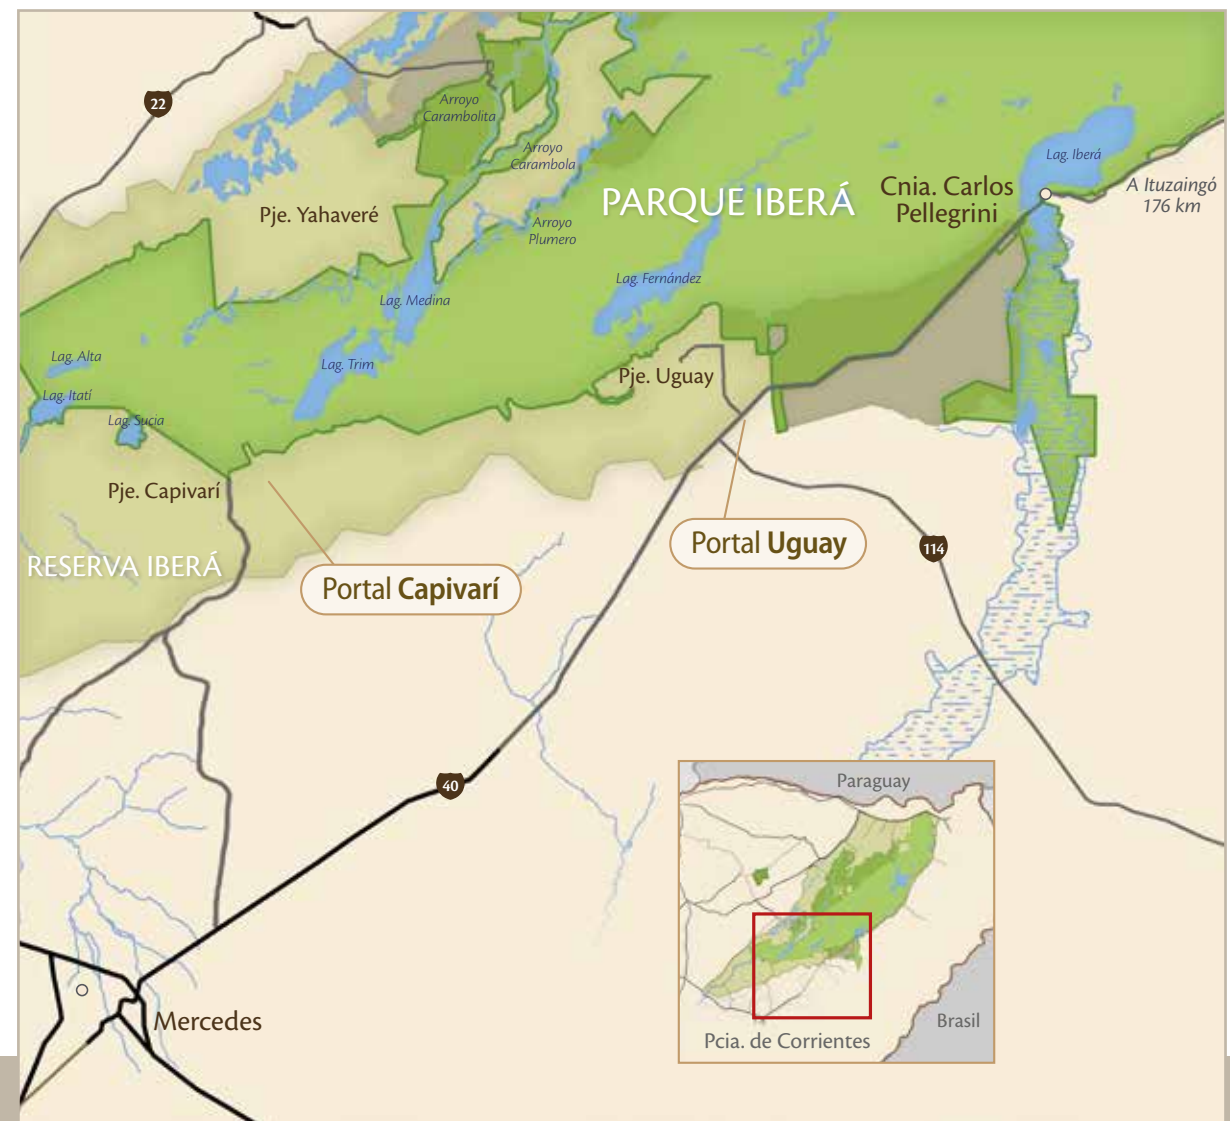 22
Arroyo
Carambolita
Arroyo
Carambola
Lag. Iberá
A Ituzaingó
176 km
Cnia. Carlos
Pellegrini
PARQUE IBERÁ
Pje. Yahaveré
Arroyo
Plumero
Lag. Fernández
Lag. Medina
Lag. Alta
Lag. Trim
Pje. Uguay
Lag. Itatí
Lag. Sucia
Pje. Capivarí
Portal Uguay
114
RESERVA IBERÁ
Portal Capivarí
40
Paraguay
Brasil
Pcia. de Corrientes
Mercedes